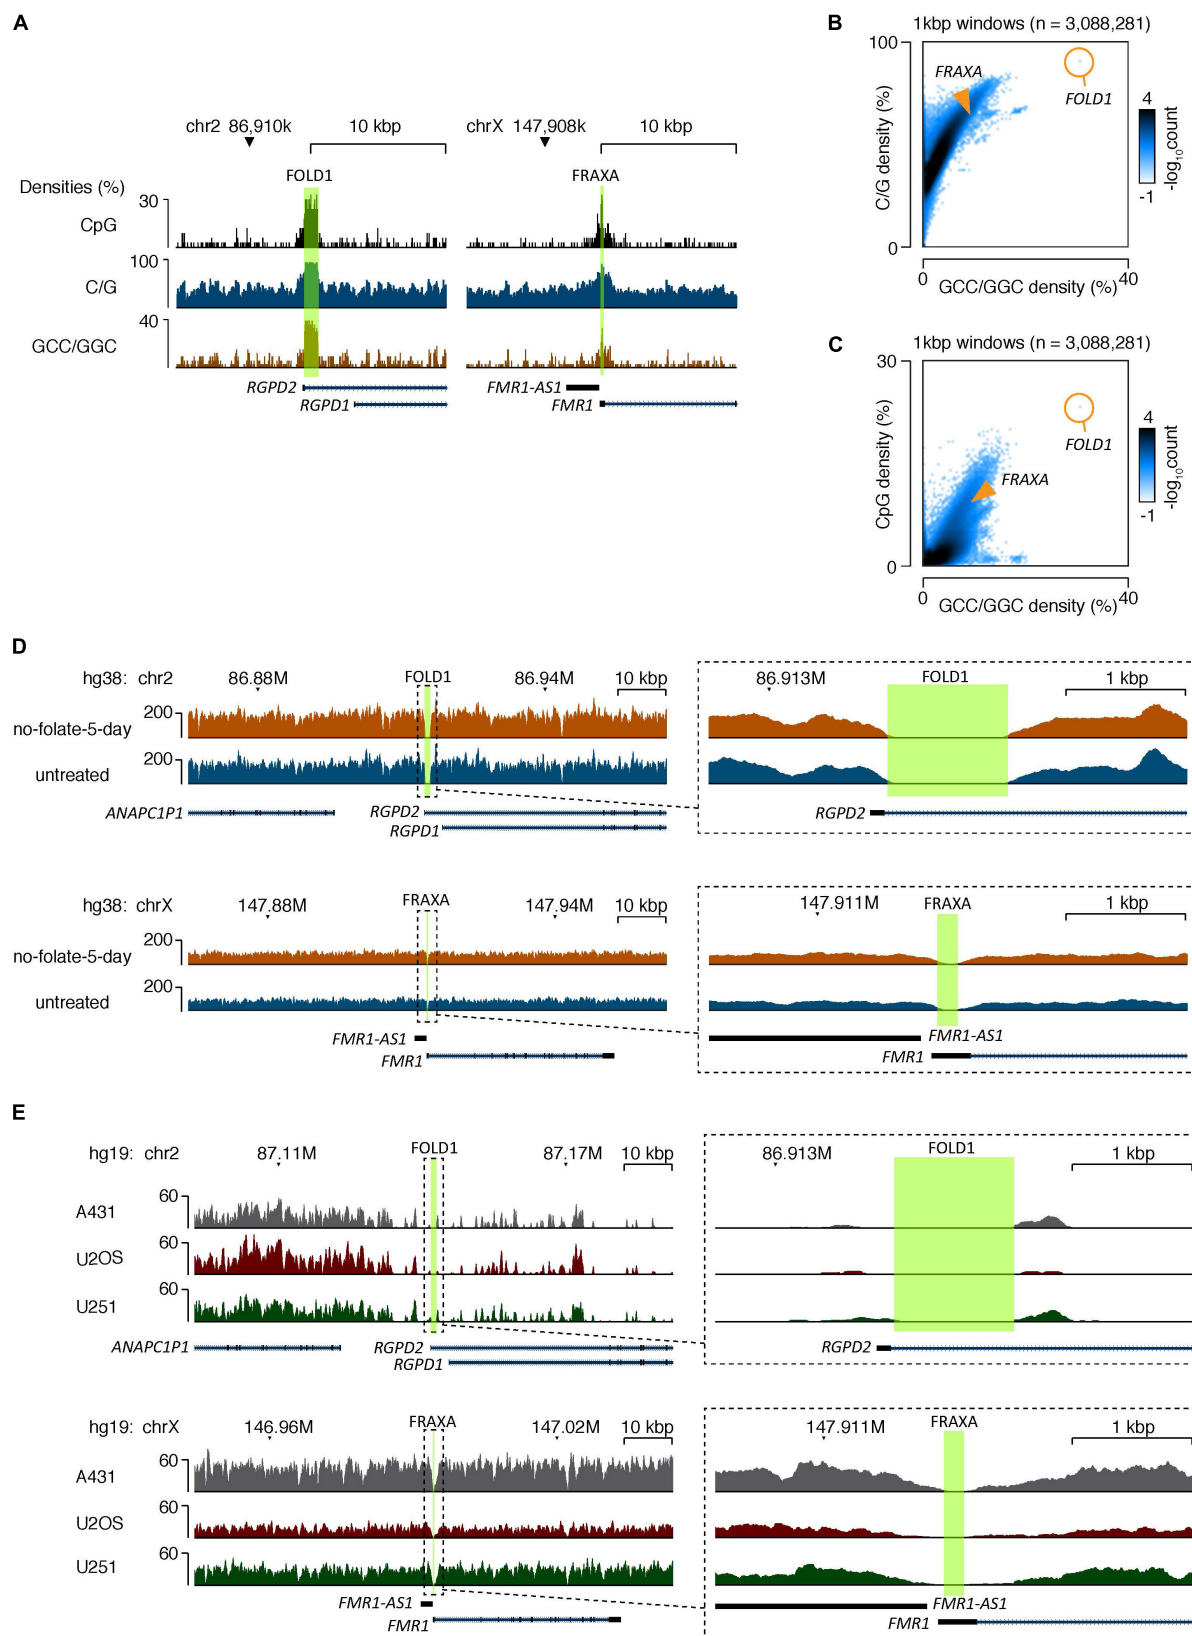 A
chr2 86,910k 10 kbp
chrX 147,908k 10 kbp
Densities (%)
FOLD1
FRAXA
30
CpG
100
C/G
40
GCC/GGC
RGPD2
RGPD1
FMR1-AS1
FMR1
B
1kbp windows (n = 3,088,281)
100
C/G density (%)
0
FRAXA
FOLD1
4
-1
-log10count
0
40
GCC/GGC density (%)
C
1kbp windows (n = 3,088,281)
30
CpG density (%)
0
FOLD1
FRAXA
4
-1
-log10count
0
40
GCC/GGC density (%)
D
hg38: chr2 86.88M FOLD1 86.94M 10 kbp
no-folate-5-day
200
untreated
200
ANAPC1P1
RGPD2
RGPD1
86.913M FOLD1 1 kbp
RGPD2
hg38: chrX 147.88M FRAXA 147.94M 10 kbp
no-folate-5-day
200
untreated
200
FMR1-AS1
FMR1
147.911M FRAXA 1 kbp
FMR1-AS1
FMR1
E
hg19: chr2 87.11M FOLD1 87.17M 10 kbp
A431
60
U2OS
60
U251
60
ANAPC1P1
RGPD2
RGPD1
86.913M FOLD1 1 kbp
RGPD2
hg19: chrX 146.96M FRAXA 147.02M 10 kbp
A431
60
U2OS
60
U251
60
FMR1-AS1
FMR1
147.911M FRAXA 1 kbp
FMR1-AS1
FMR1